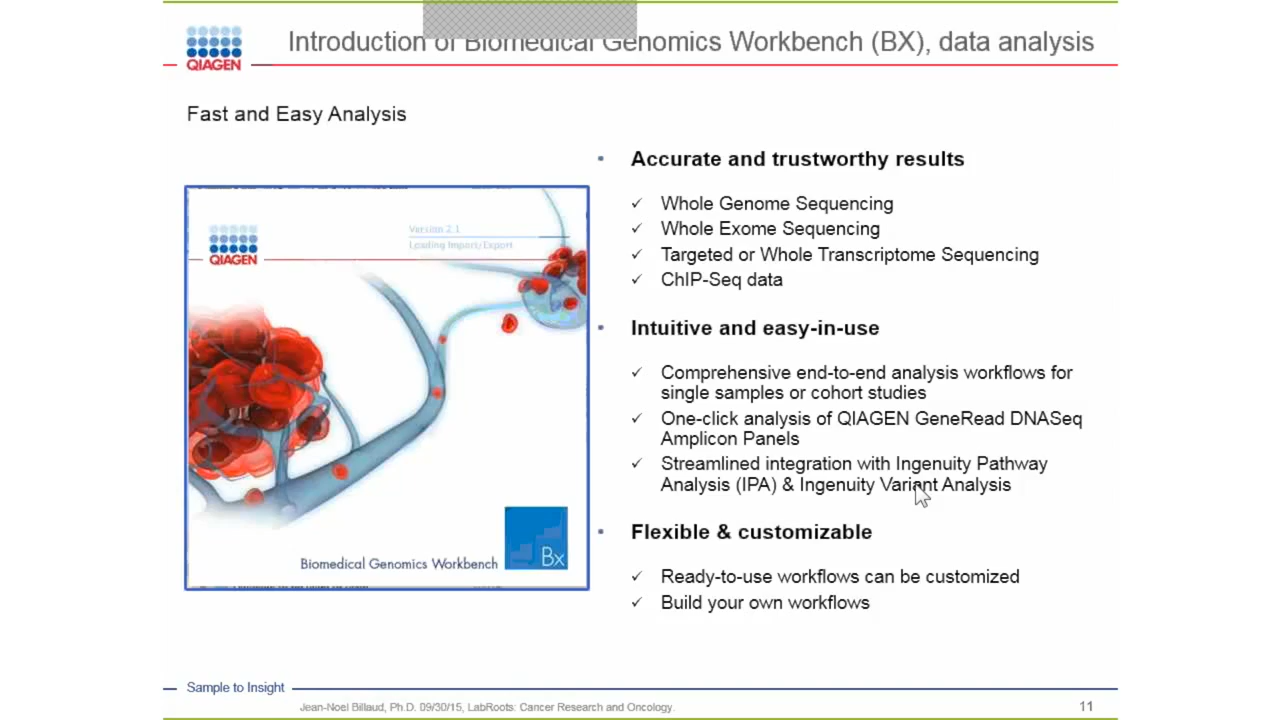 Introduction of Biomedical Genomics Workbench (BX), data analysis
QIAGEN
Fast and Easy Analysis
• Accurate and trustworthy results
✓ Whole Genome Sequencing
✓ Whole Exome Sequencing
✓ Targeted or Whole Transcriptome Sequencing
✓ ChIP-Seq data
• Intuitive and easy-in-use
✓ Comprehensive end-to-end analysis workflows for
single samples or cohort studies
✓ One-click analysis of QIAGEN GeneRead DNASeq
Amplicon Panels
✓ Streamlined integration with Ingenuity Pathway
Analysis (IPA) & Ingenuity Variant Analysis
• Flexible & customizable
✓ Ready-to-use workflows can be customized
✓ Build your own workflows
Version 2.1
Loading Import/Export
QIAGEN
Biomedical Genomics Workbench
Bx
Sample to Insight
Jean-Noel Billaud, Ph.D. 09/30/15, LabRoots: Cancer Research and Oncology.
11